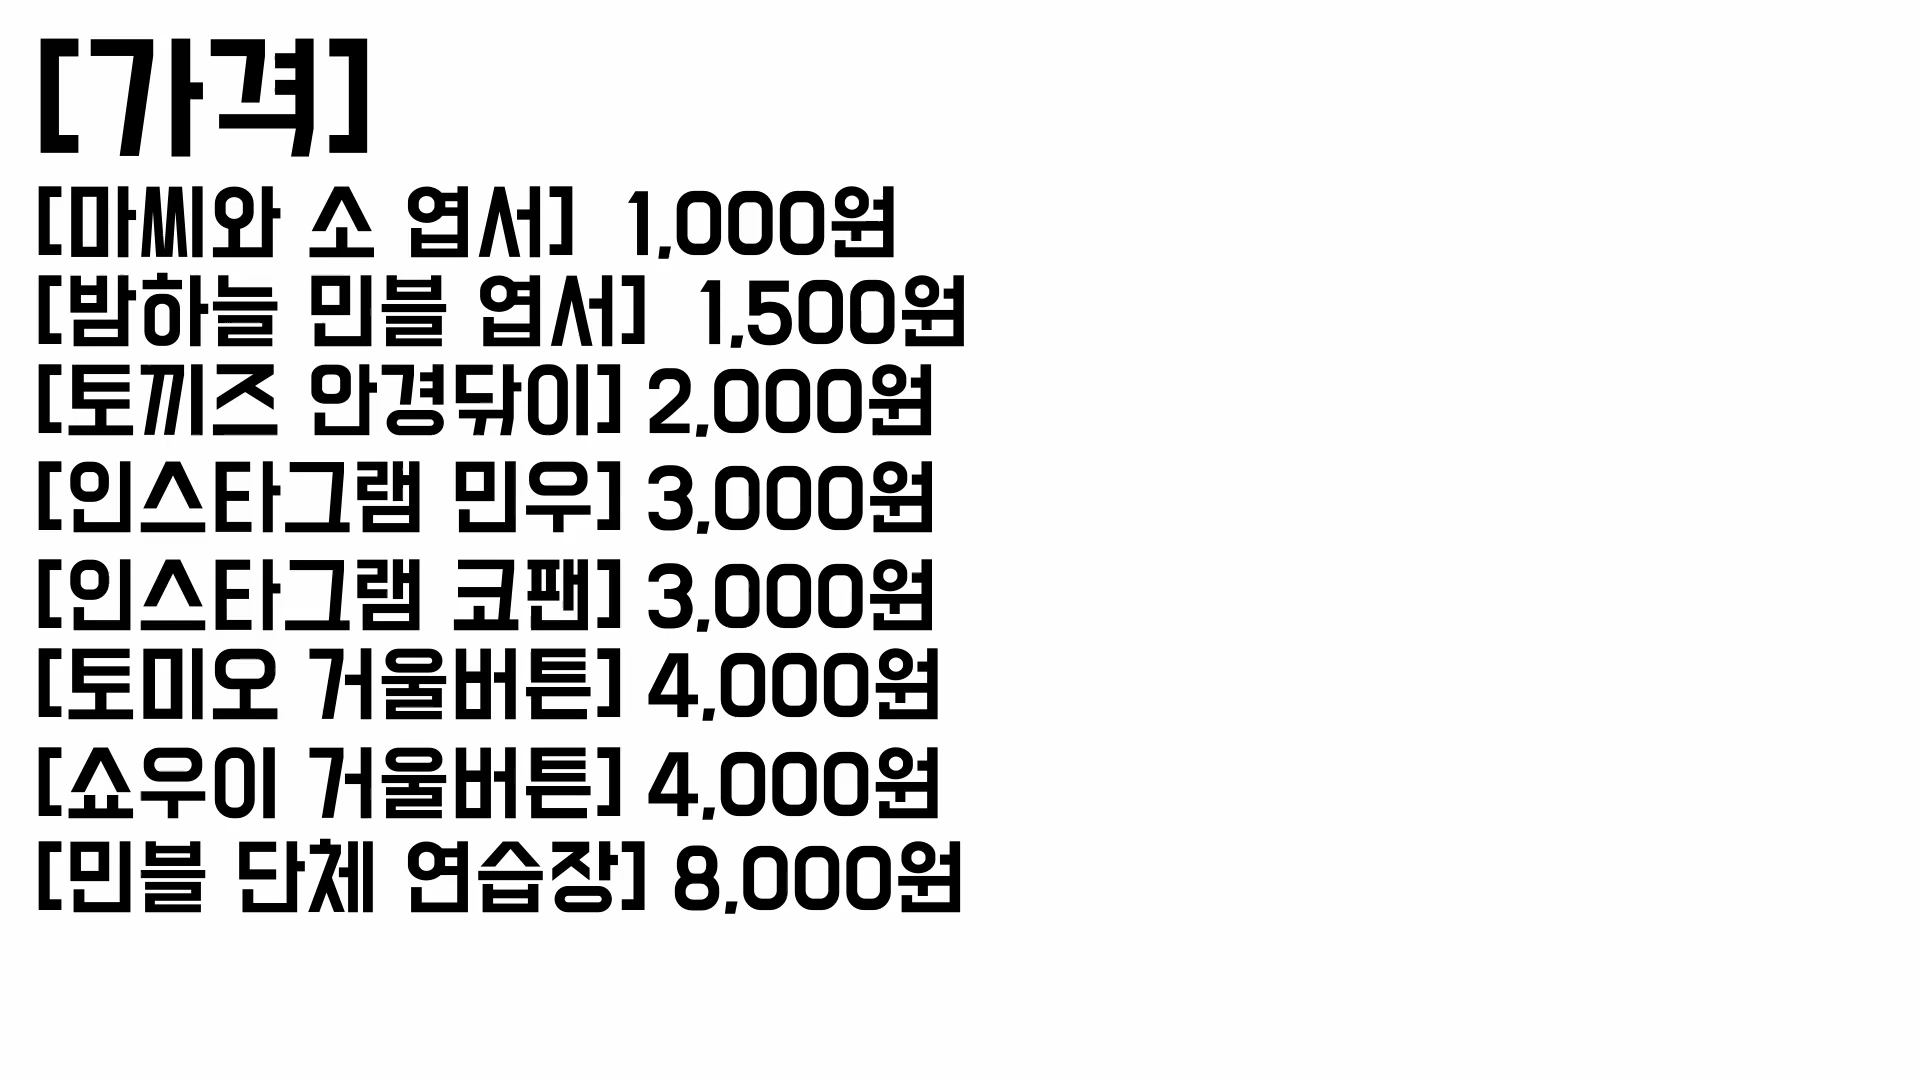 [가격]
[마씨와 소 엽서] 1,000원
[밤하늘 민블 엽서] 1,500원
[토끼즈 안경닦이] 2,000원
[인스타그램 민우] 3,000원
[인스타그램 코팬] 3,000원
[토미오 거울버튼] 4,000원
[쇼우이 거울버튼] 4,000원
[민블 단체 연습장] 8,000원